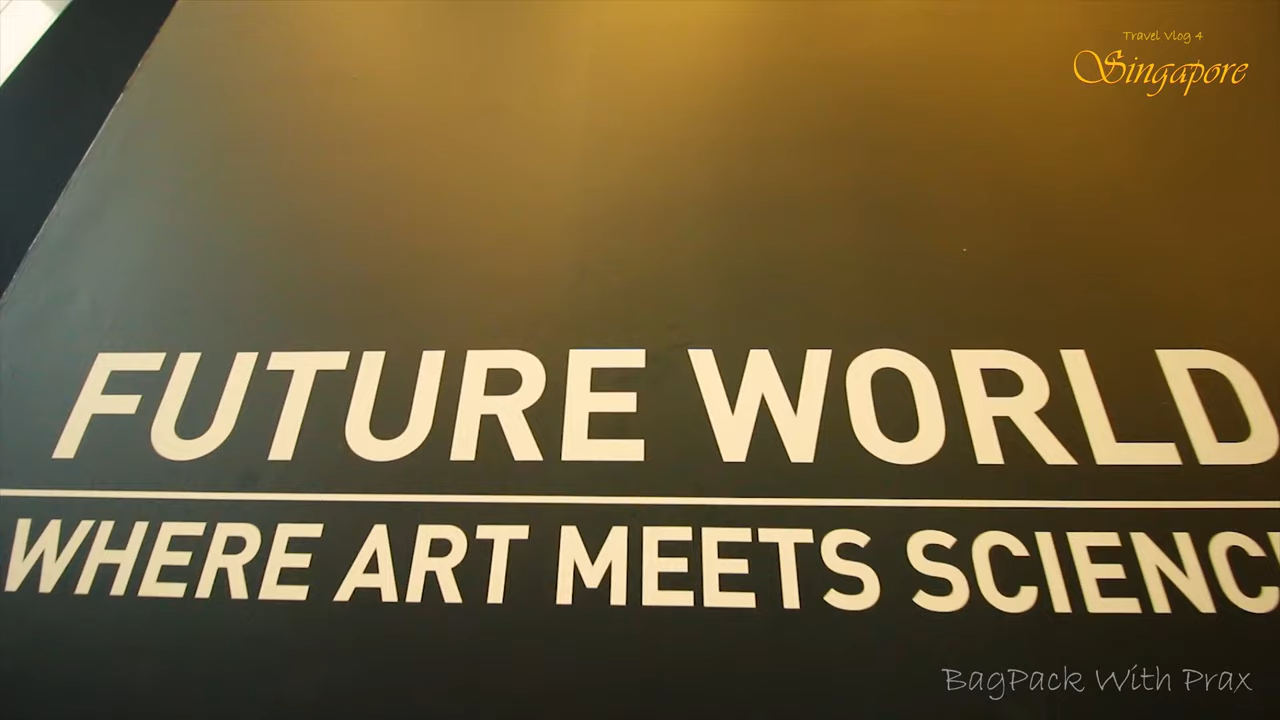 Travel Vlog 4
Singapore
FUTURE WORLD
WHERE ART MEETS SCIENC
BagPack With Prax